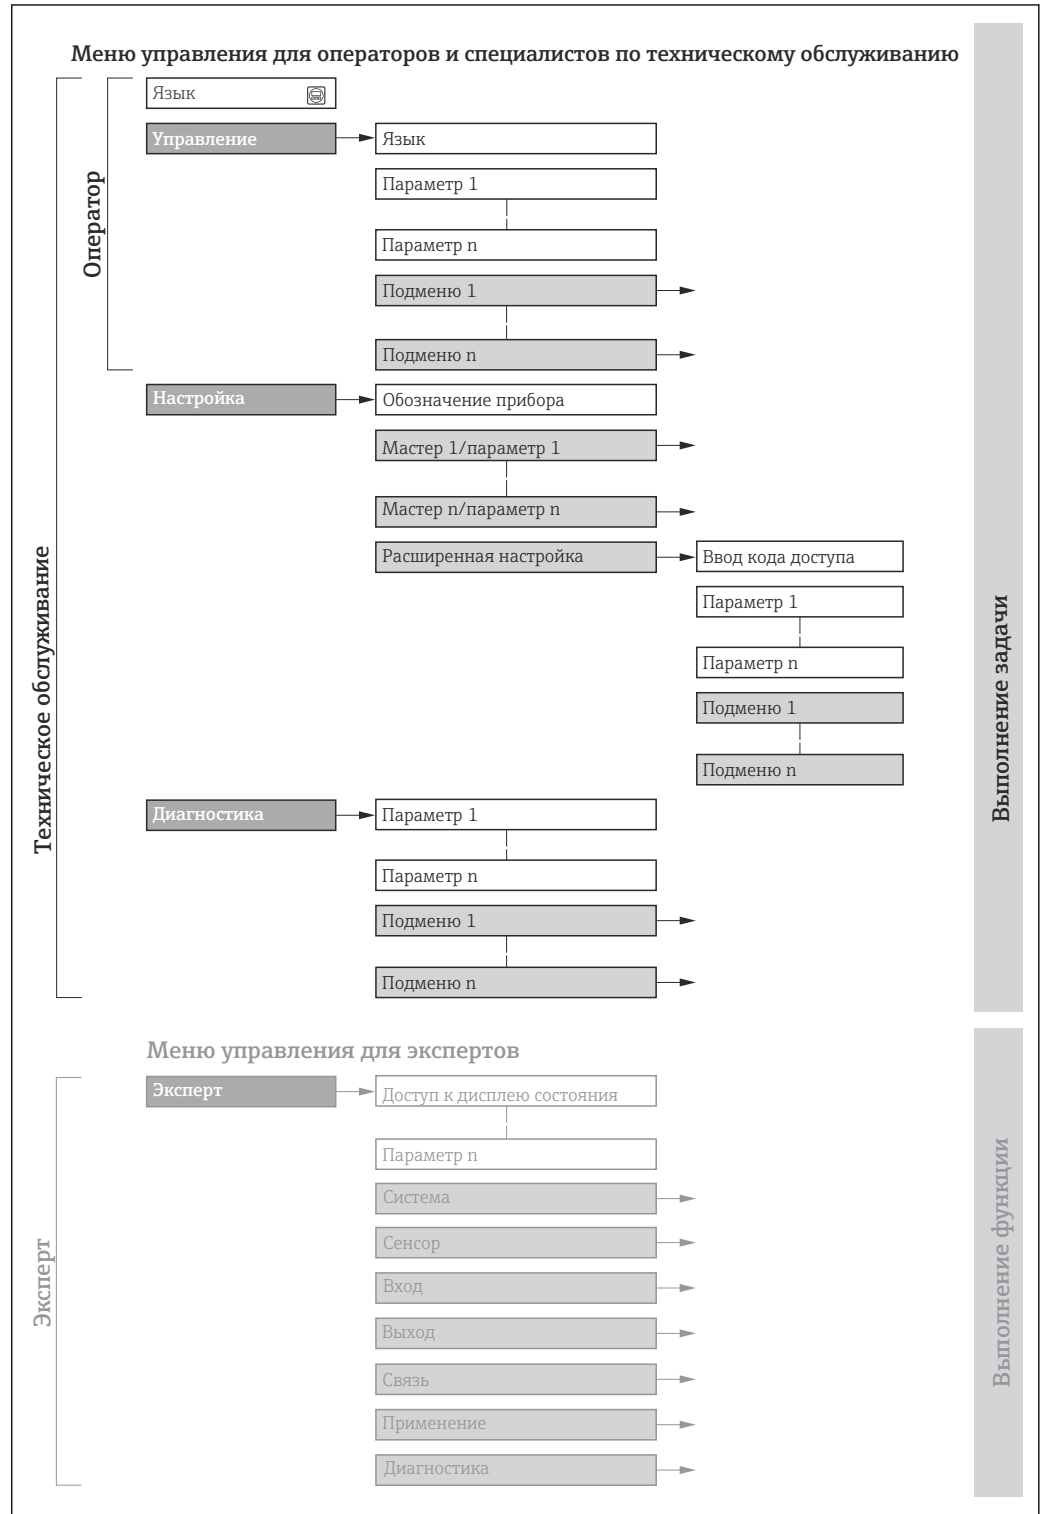 Меню управления для операторов и специалистов по техническому обслуживанию
Техническое обслуживание
Оператор
Язык
Управление
Язык
Параметр 1
Параметр n
Подменю 1
Подменю n
Настройка
Обозначение прибора
Мастер 1/параметр 1
Мастер n/параметр n
Расширенная настройка
Ввод кода доступа
Параметр 1
Параметр n
Подменю 1
Подменю n
Диагностика
Параметр 1
Параметр n
Подменю 1
Подменю n
Выполнение задачи
Меню управления для экспертов
Эксперт
Эксперт
Доступ к дисплею состояния
Параметр n
Система
Сенсор
Вход
Выход
Связь
Применение
Диагностика
Выполнение функции